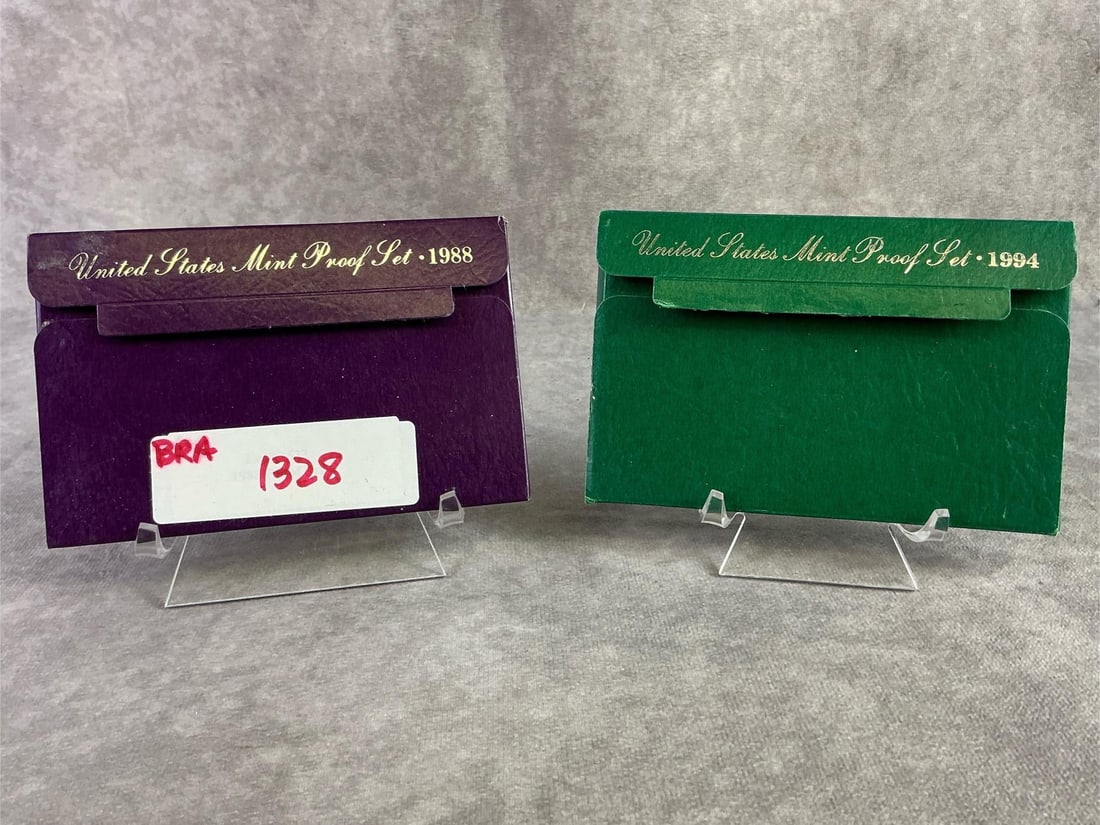 United States Mint Proof Set · 1988
BRA
1328
United States Mint Proof Set · 1994